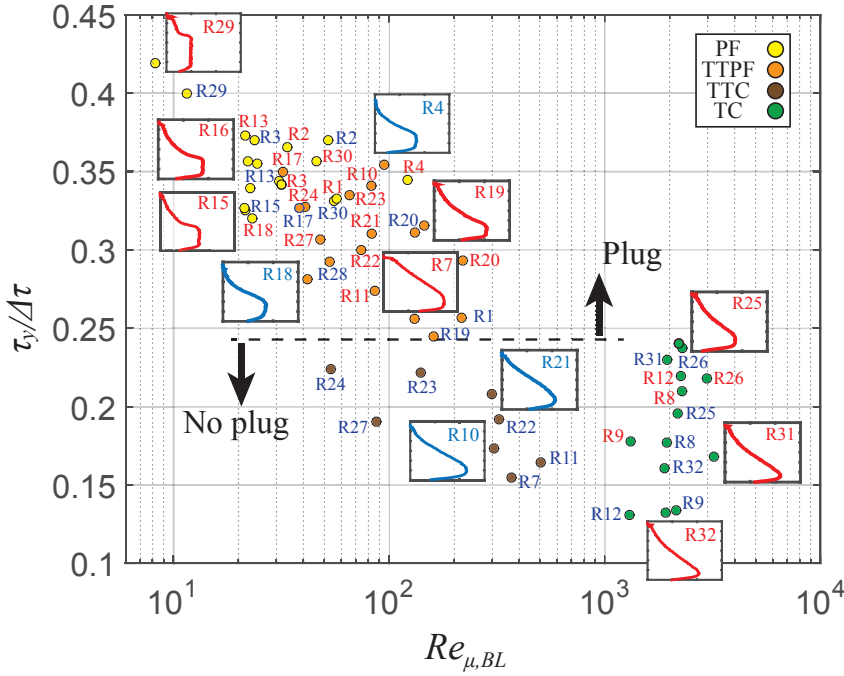 0.45
0.4
0.35
0.3
0.25
0.2
0.15
0.1
τy/Δτ
10¹
10²
10³
10⁴
Reμ,BL
PF
TTPF
TTC
TC
Plug
No plug
R29
R29
R16
R13
R3
R2
R2
R4
R17
R30
R10
R4
R13
R3
R24
R1
R23
R19
R15
R15
R17
R30
R20
R18
R27
R21
R22
R7
R20
R18
R28
R11
R1
R19
R25
R24
R23
R21
R31
R26
R12
R26
R8
R25
R27
R22
R10
R9
R8
R31
R11
R7
R32
R12
R9
R32